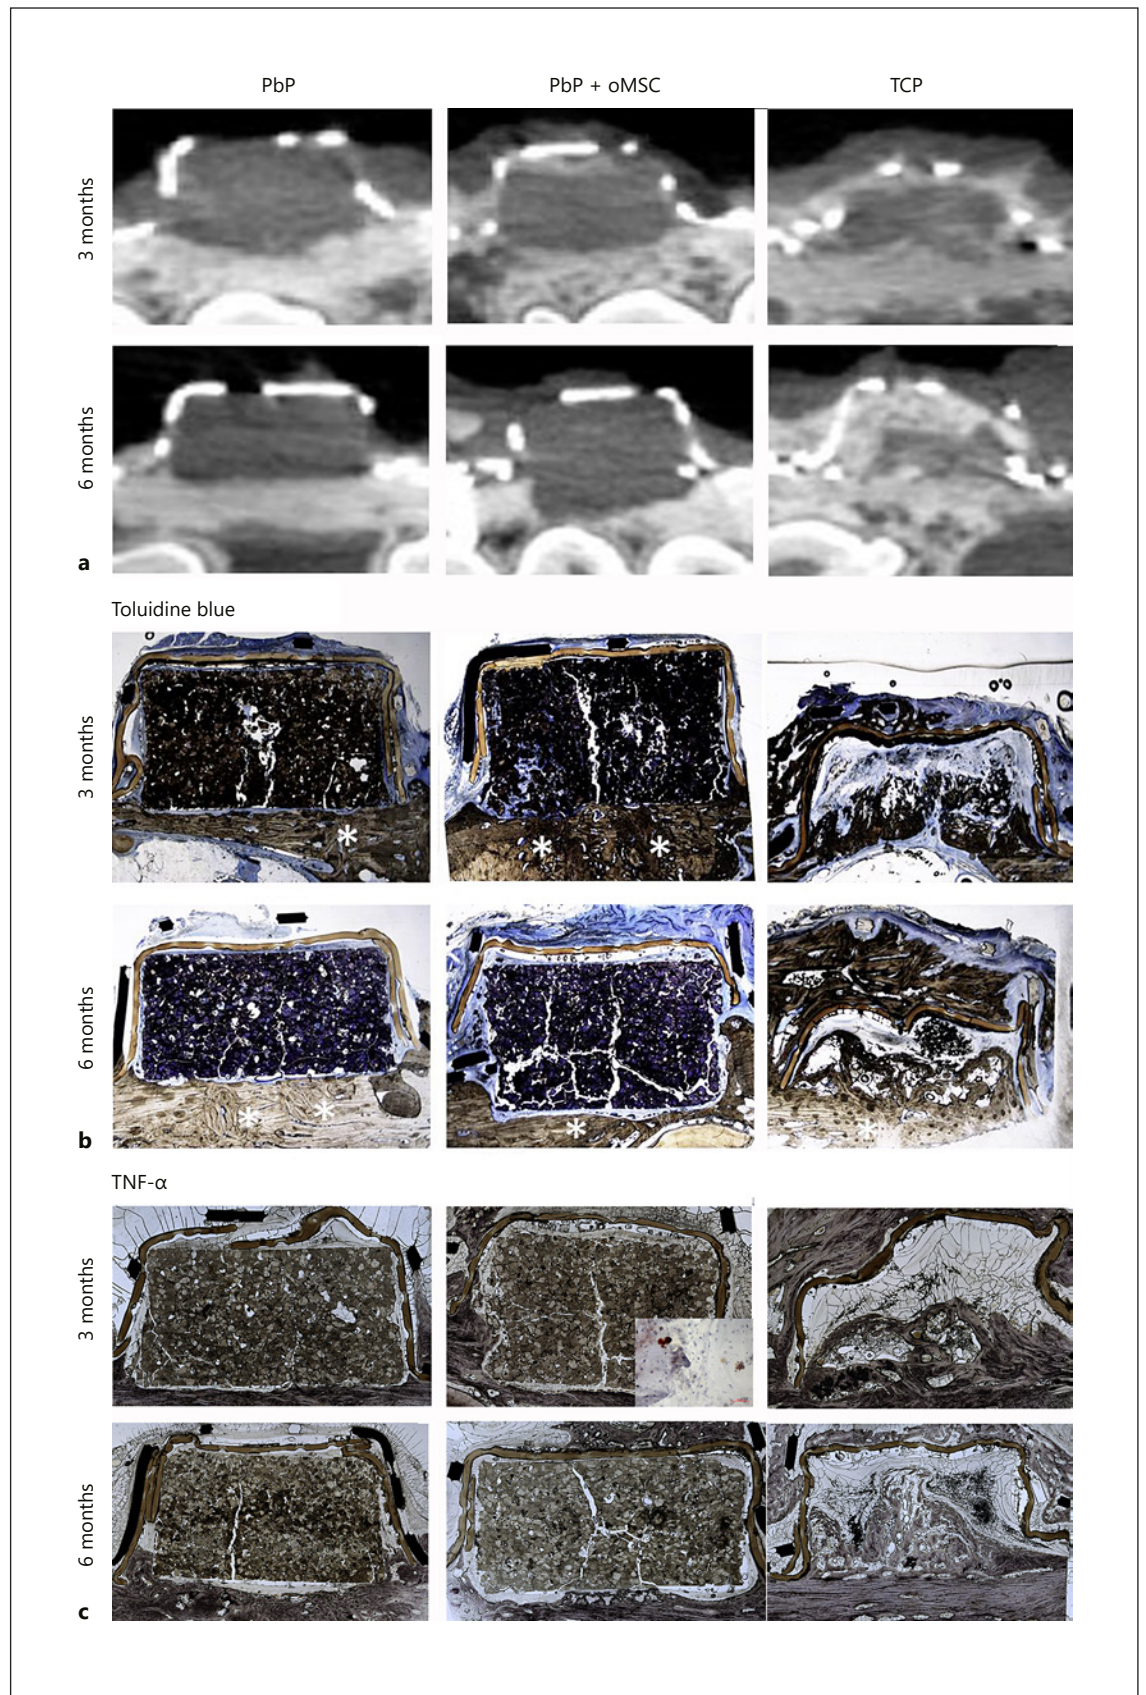 PbP PbP + oMSC TCP
3 months
6 months
a
Toluidine blue
3 months
6 months
b
TNF-α
3 months
6 months
c